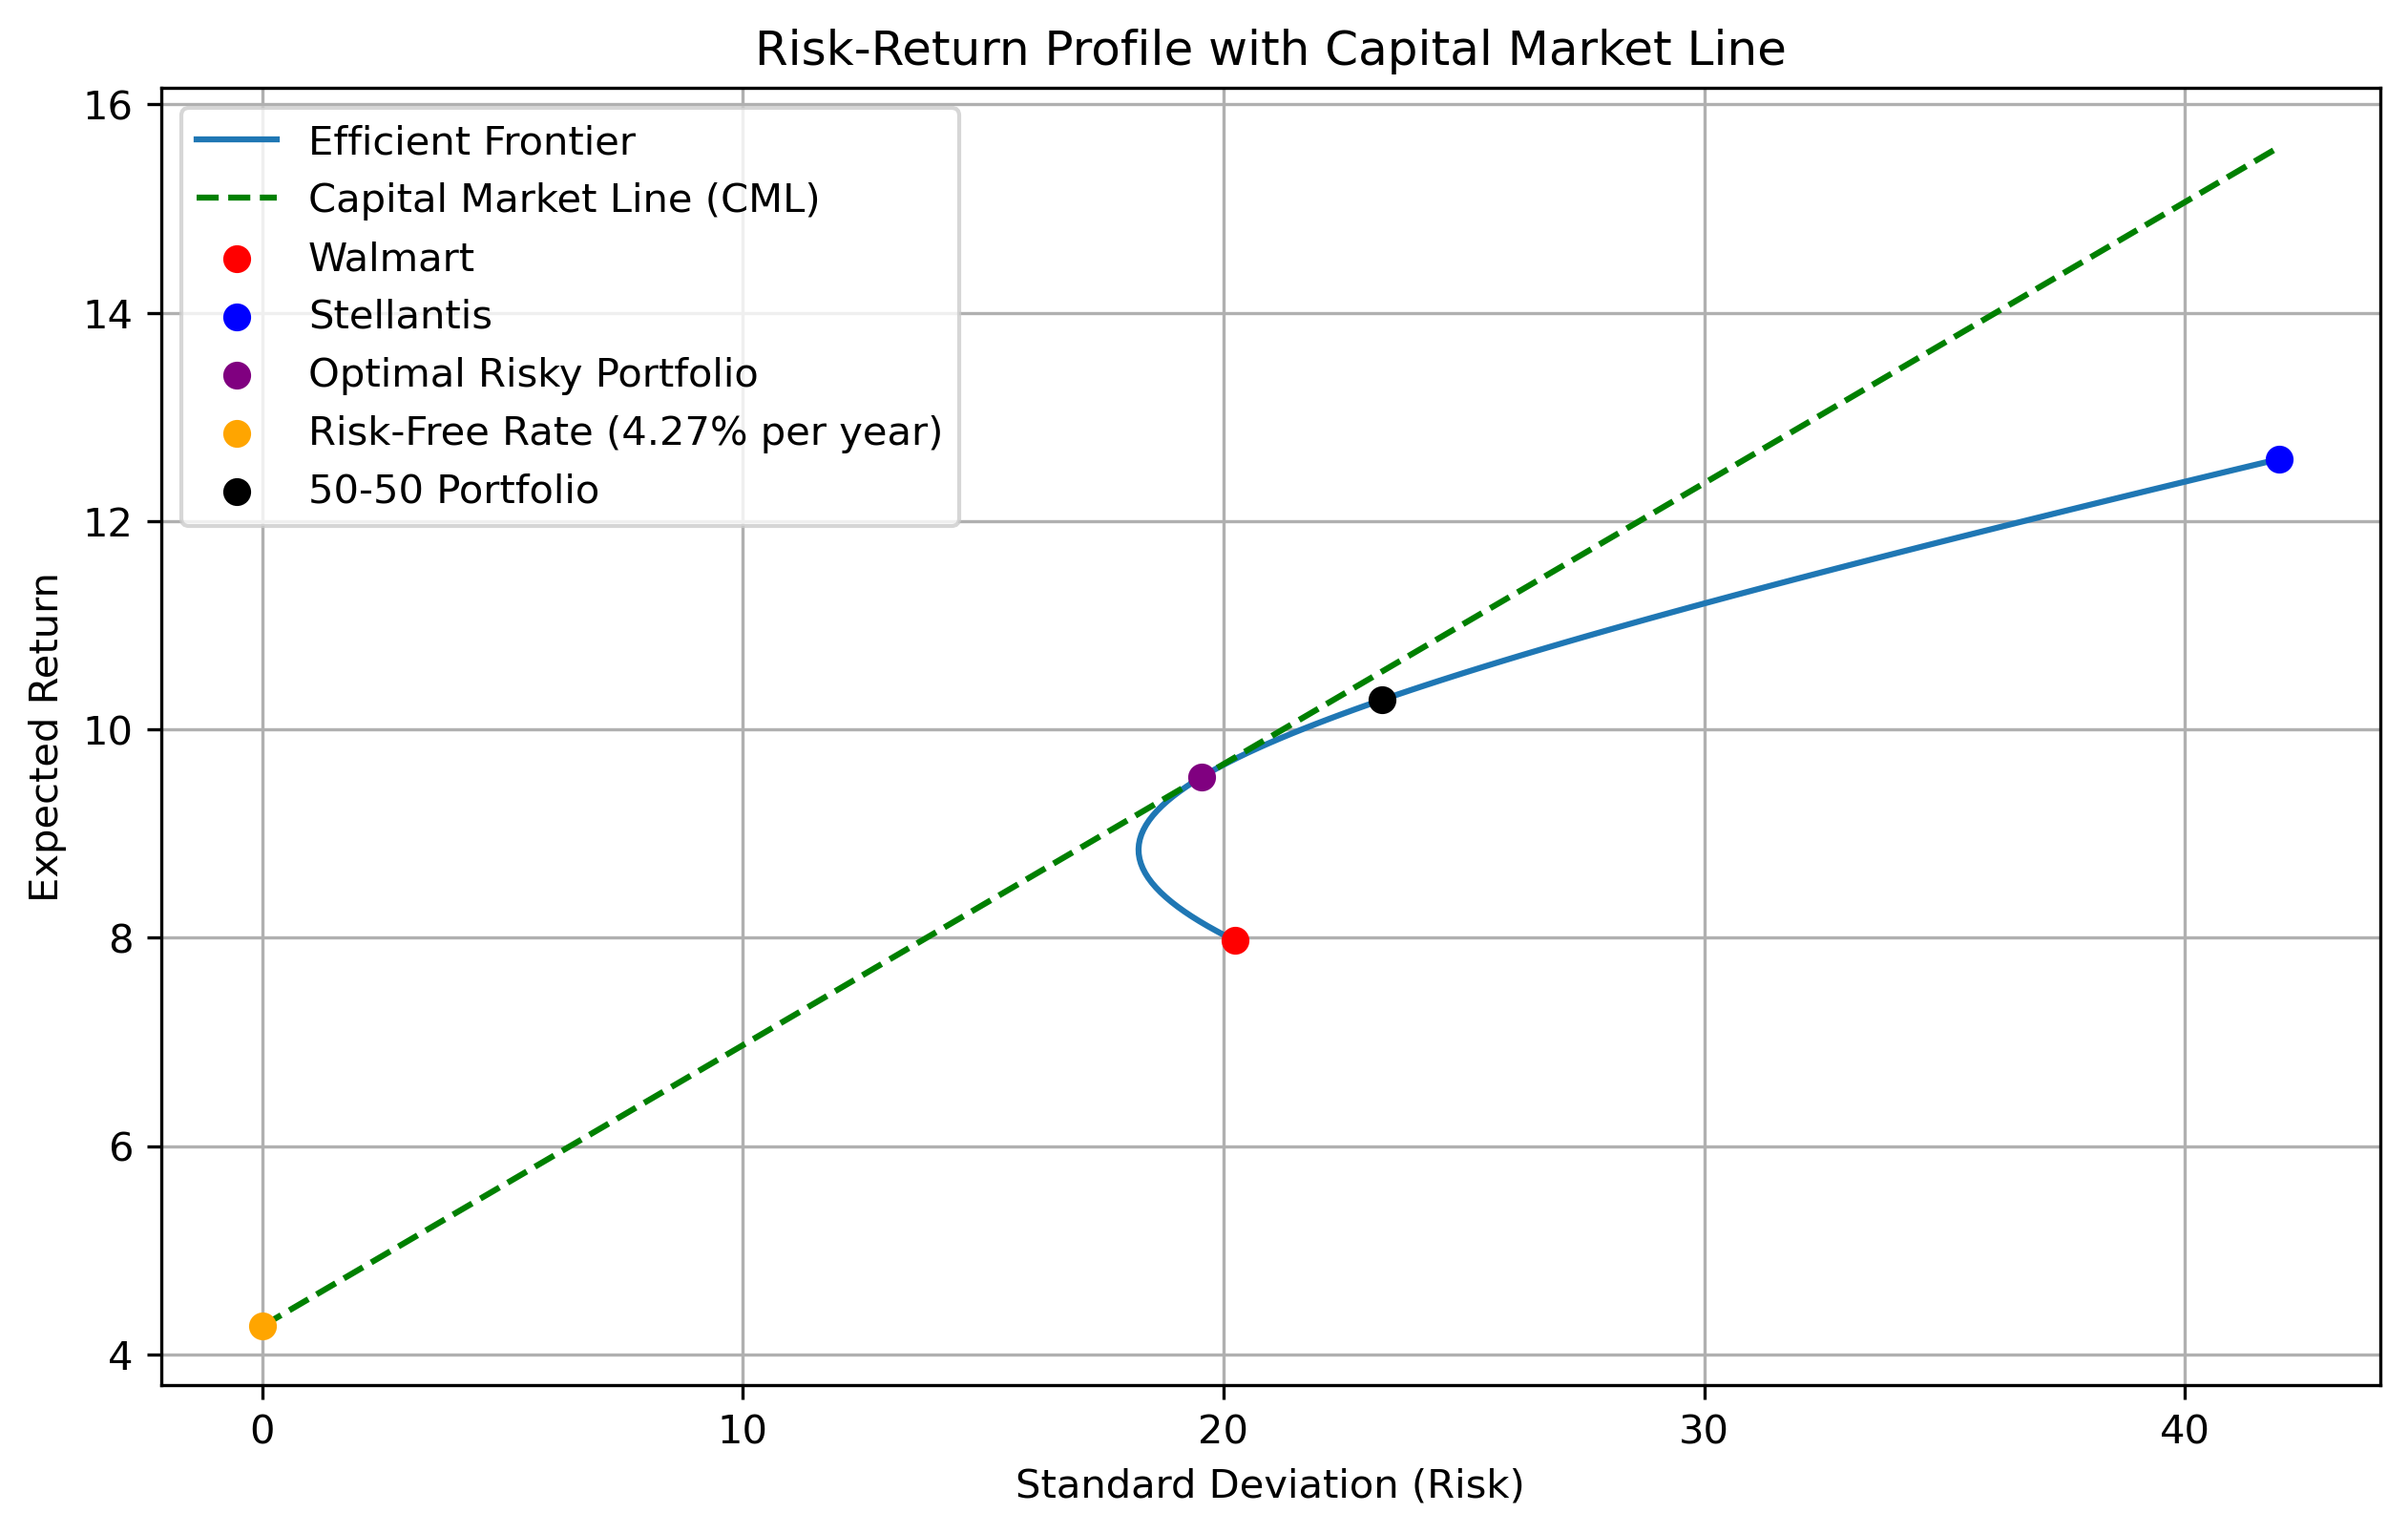 Risk-Return Profile with Capital Market Line
16
14
12
10
8
6
4
Expected Return
Efficient Frontier
Capital Market Line (CML)
Walmart
Stellantis
Optimal Risky Portfolio
Risk-Free Rate (4.27% per year)
50-50 Portfolio
0 10 20 30 40
Standard Deviation (Risk)